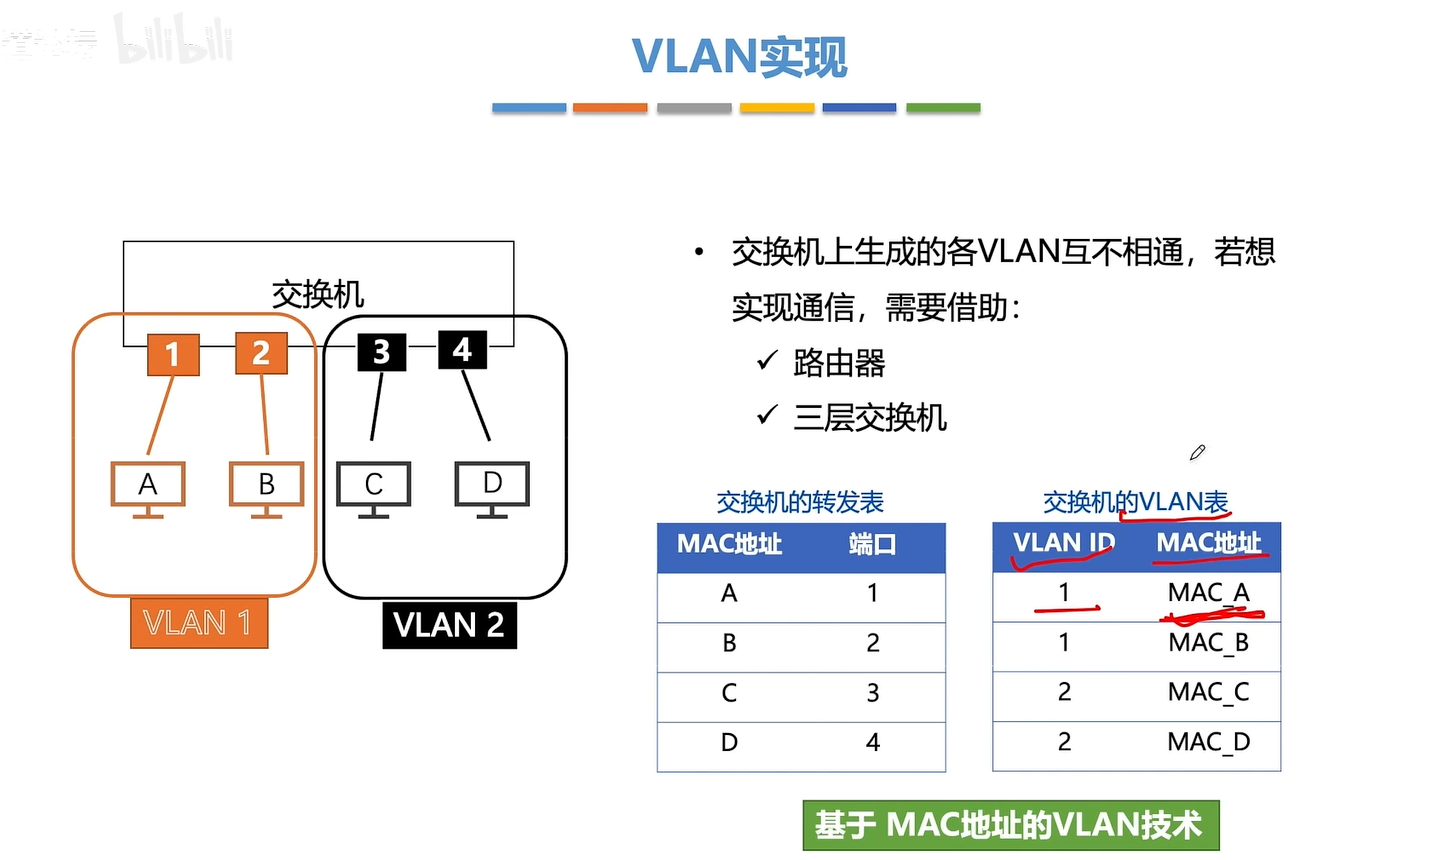 bilibili
VLAN实现
交换机
1 2 3 4
A B C D
VLAN 1 VLAN 2
• 交换机上生成的各VLAN互不相通，若想
实现通信，需要借助：
✓ 路由器
✓ 三层交换机
交换机的转发表
MAC地址 端口
A 1
B 2
C 3
D 4
交换机的VLAN表
VLAN ID MAC地址
1 MAC_A
1 MAC_B
2 MAC_C
2 MAC_D
基于 MAC地址的VLAN技术